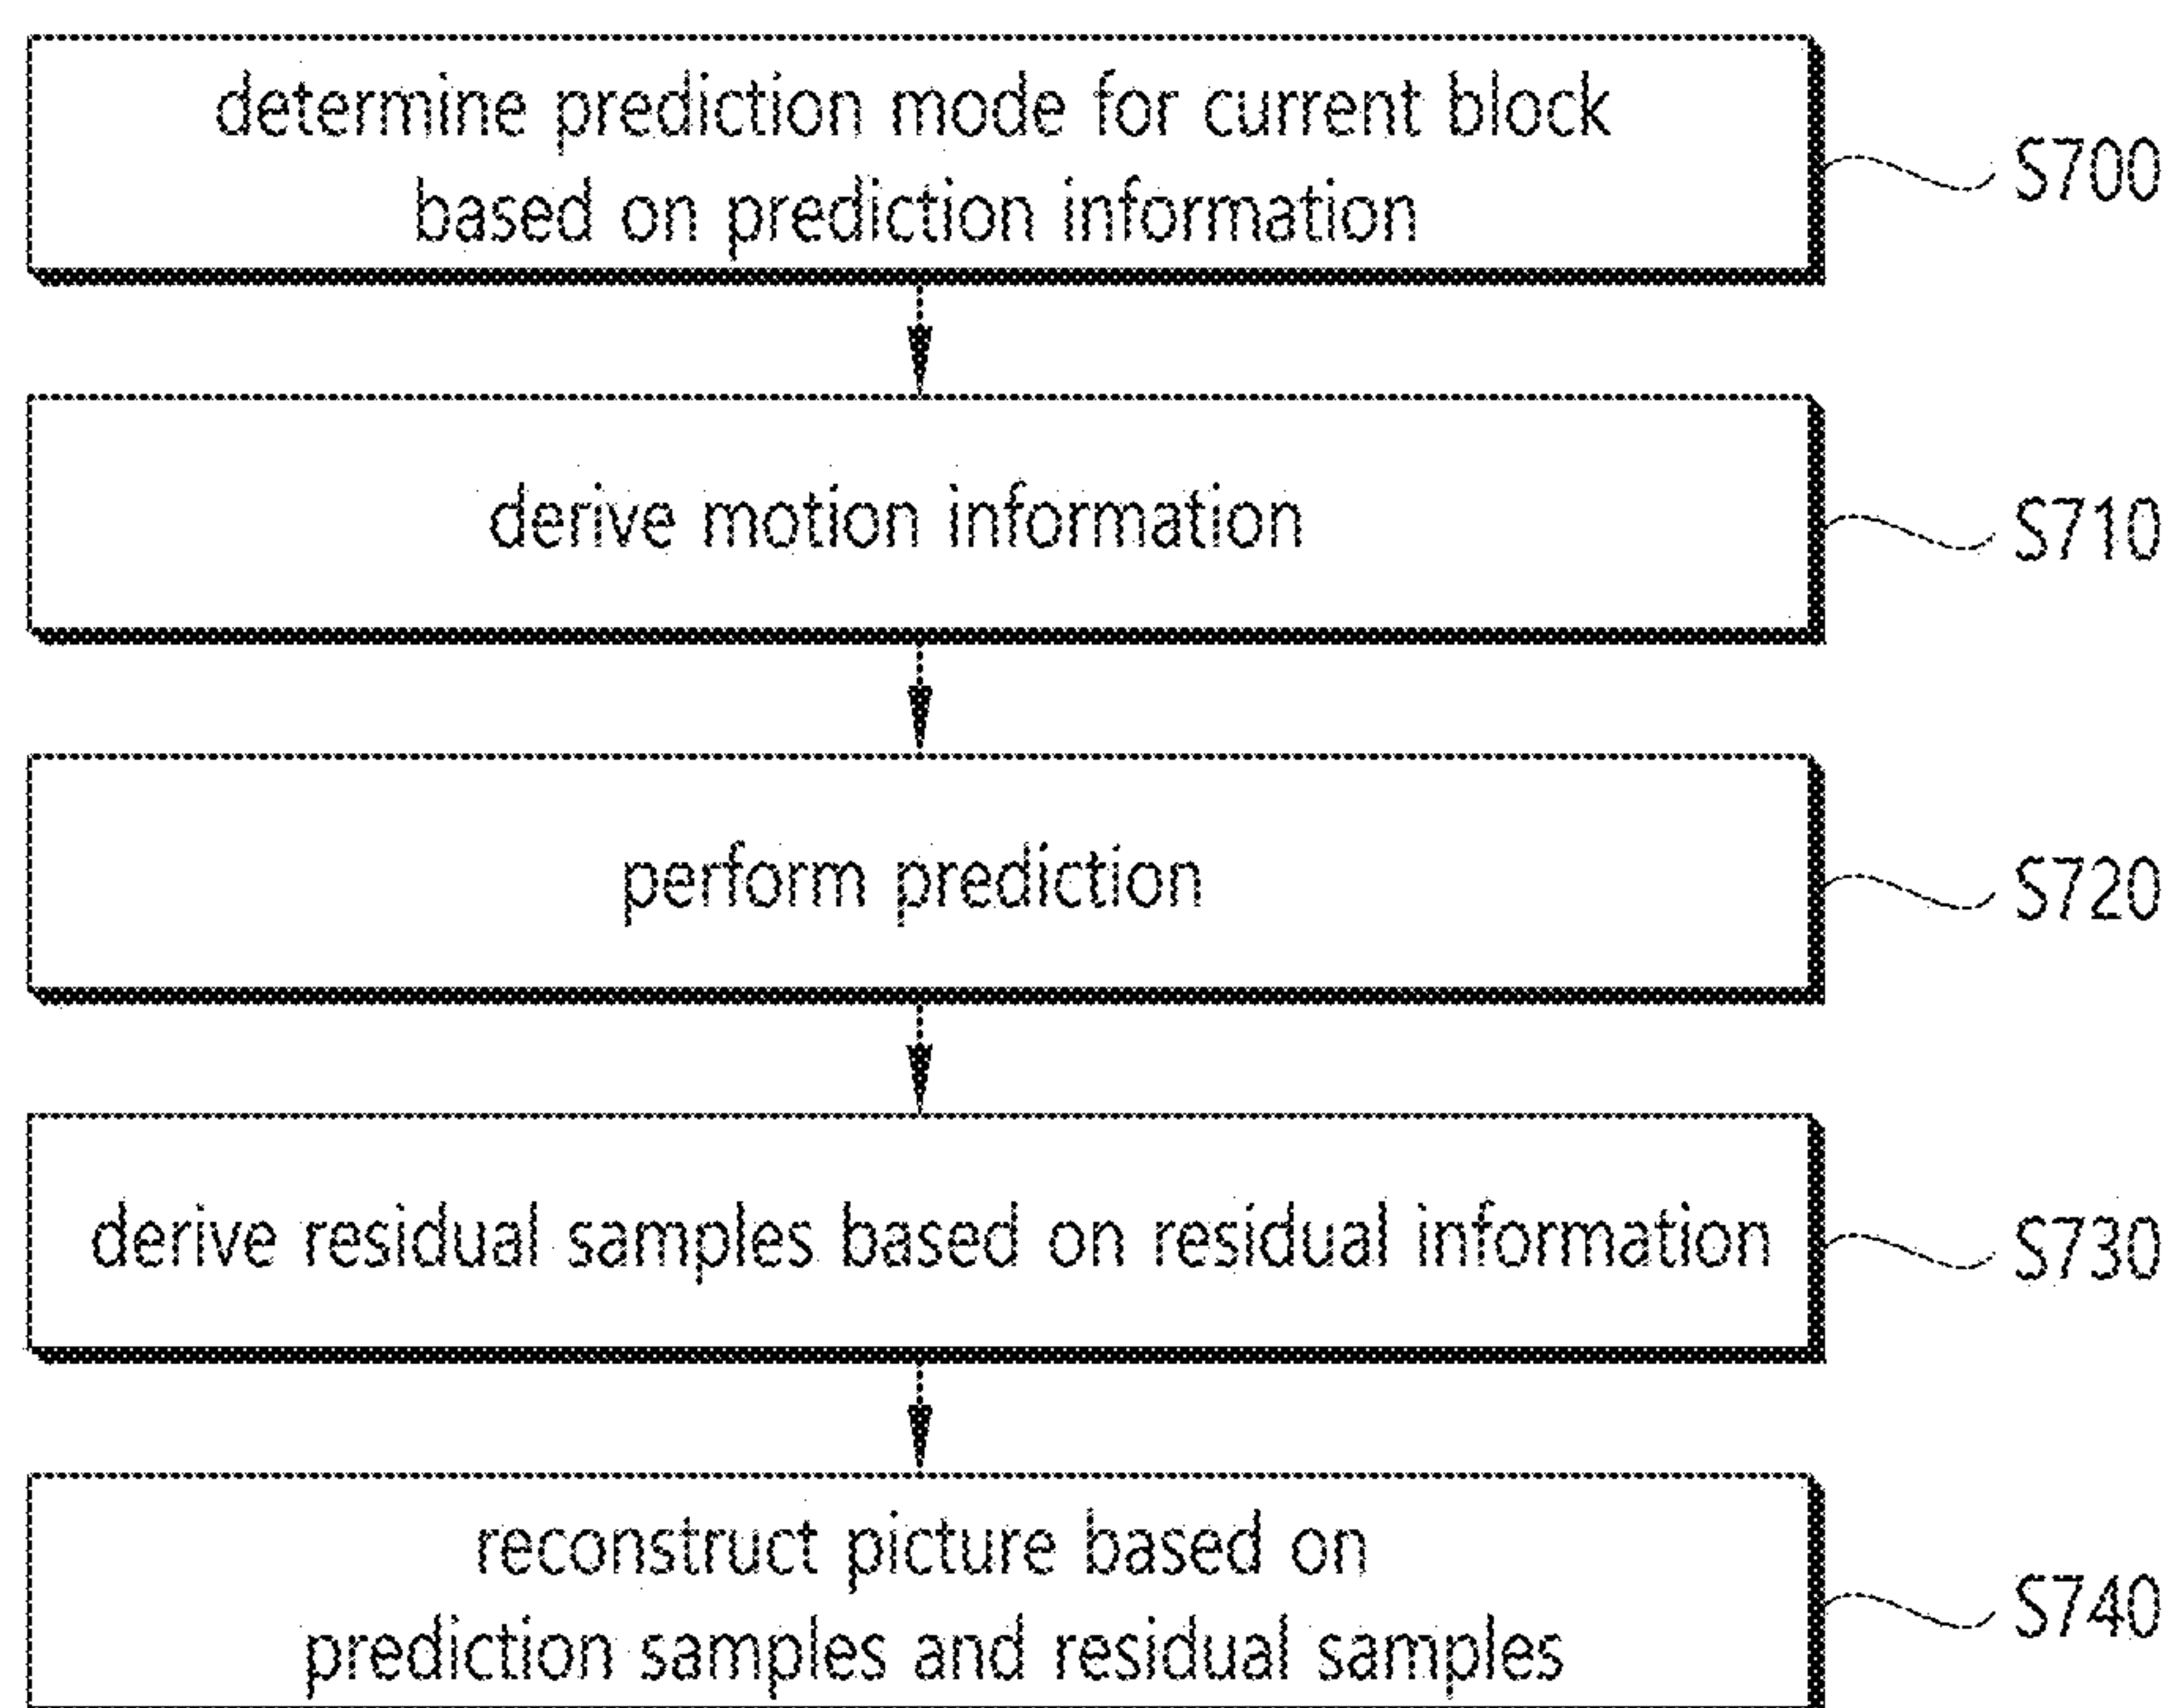 determine prediction mode for current block
based on prediction information
S700
derive motion information
S710
perform prediction
S720
derive residual samples based on residual information
S730
reconstruct picture based on
prediction samples and residual samples
S740